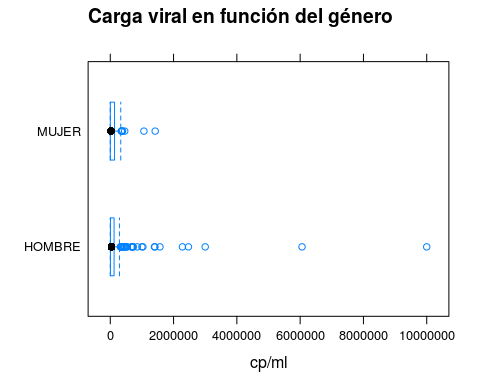 Carga viral en función del género
MUJER
HOMBRE
0 2000000 4000000 6000000 8000000 10000000
cp/ml